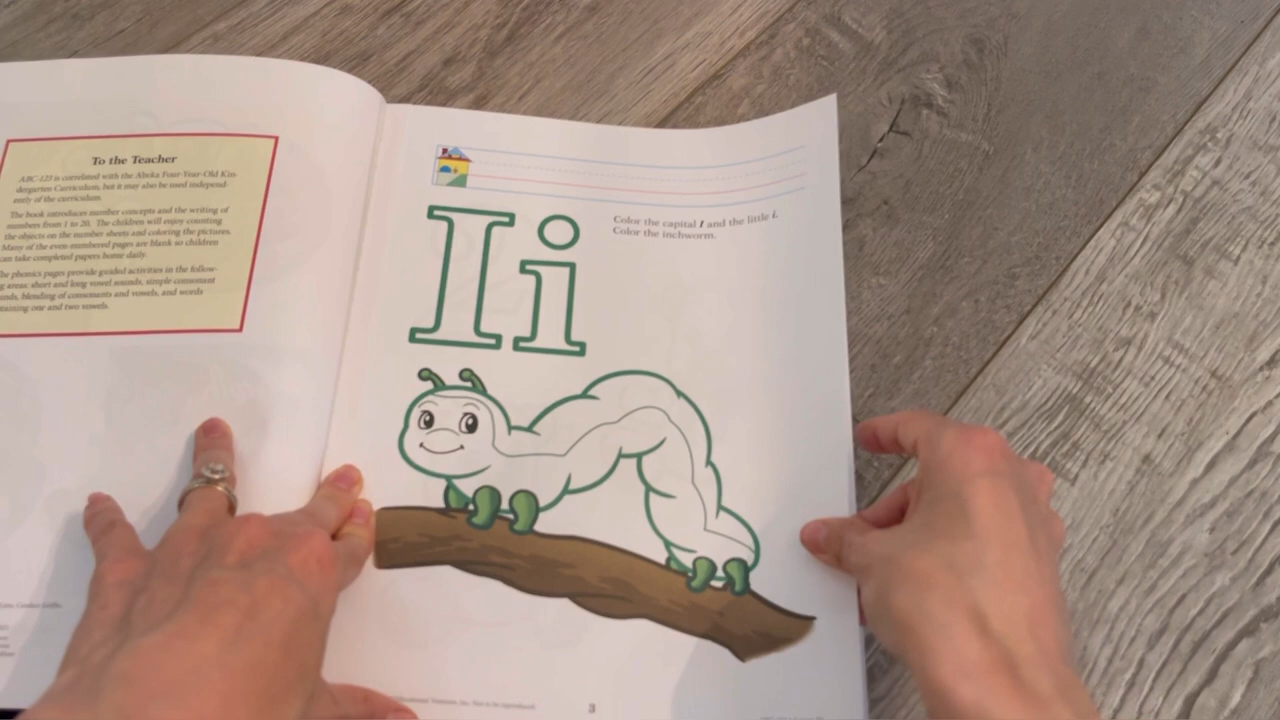 To the Teacher
ABC-123 is correlated with the Abeka Four-Year-Old Kin-
dergarten Curriculum, but it may also be used independ-
ently of the curriculum.
The book introduces number concepts and the writing of
numbers from 1 to 20. The children will enjoy counting
the objects on the number sheets and coloring the pictures.
Many of the even-numbered pages are blank so children
can take completed papers home daily.
phonics pages provide guided activities in the follow-
areas: short and long vowel sounds, simple consonant
blending of consonants and vowels, and words
one and two vowels.
Ii
Color the capital I and the little i.
Color the inchworm.
3